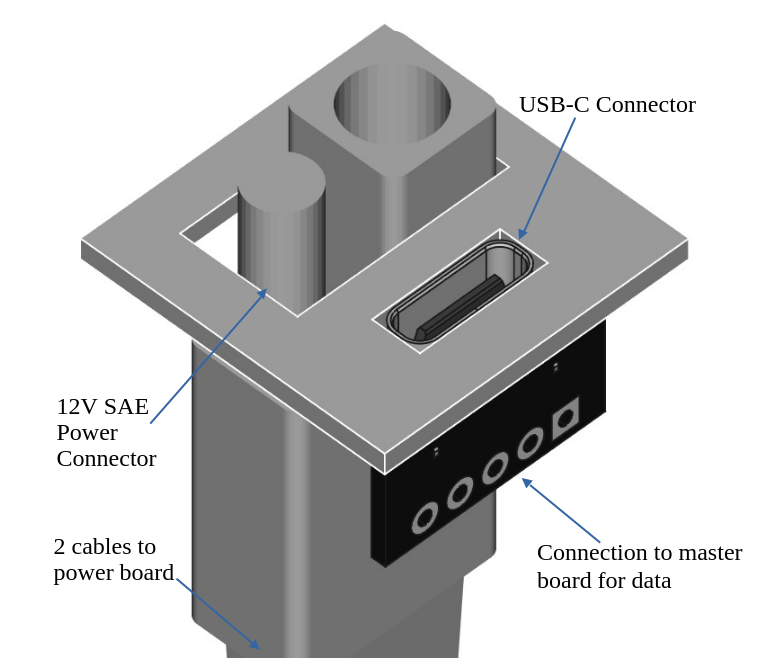 USB-C Connector
12V SAE
Power
Connector
2 cables to
power board
Connection to master
board for data